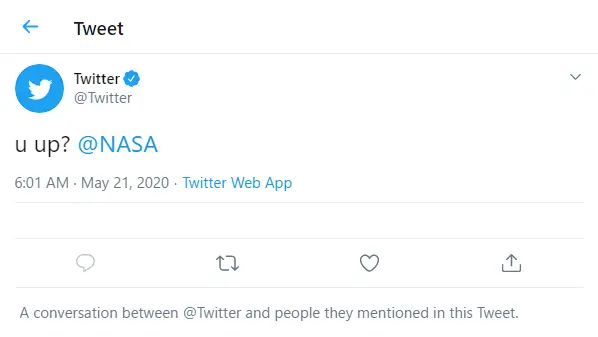 Tweet
Twitter
@Twitter
u up? @NASA
6:01 AM · May 21, 2020 · Twitter Web App
A conversation between @Twitter and people they mentioned in this Tweet.